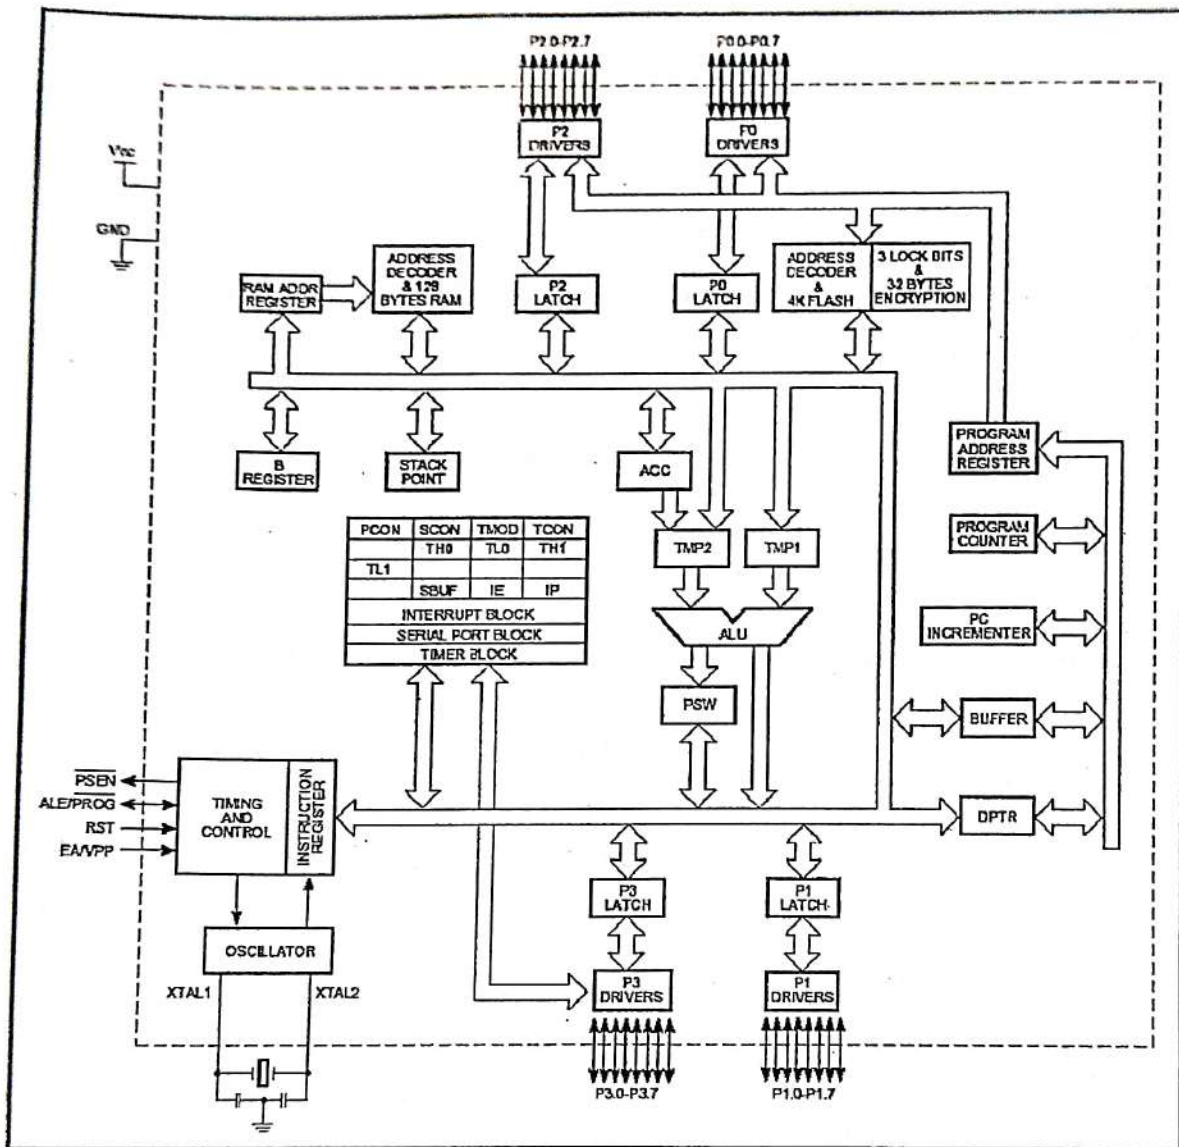 P2.0-P2.7
P0.0-P0.7
P2
DRIVERS
P0
DRIVERS
Vcc
GND
RAM ADDR
REGISTER
ADDRESS
DECODER
& 128
BYTES RAM
P2
LATCH
P0
LATCH
ADDRESS
DECODER
&
4K FLASH
3 LOCK BITS
&
32 BYTES
ENCRYPTION
B
REGISTER
STACK
POINT
ACC
PROGRAM
ADDRESS
REGISTER
PCON SCON TMOD TCON
TH0 TL0 TH1
TL1
SBUF IE IP
INTERRUPT BLOCK
SERIAL PORT BLOCK
TIMER BLOCK
TMP2
TMP1
PROGRAM
COUNTER
ALU
PC
INCREMENTER
PSW
BUFFER
PSEN
ALE/PROG
RST
EA/VPP
TIMING
AND
CONTROL
INSTRUCTION
REGISTER
DPTR
P3
LATCH
P1
LATCH
OSCILLATOR
XTAL1
XTAL2
P3
DRIVERS
P1
DRIVERS
P3.0-P3.7
P1.0-P1.7